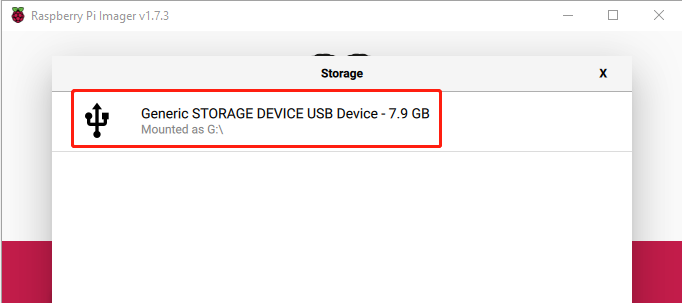 Raspberry Pi Imager v1.7.3
Storage
X
Generic STORAGE DEVICE USB Device - 7.9 GB
Mounted as G:\